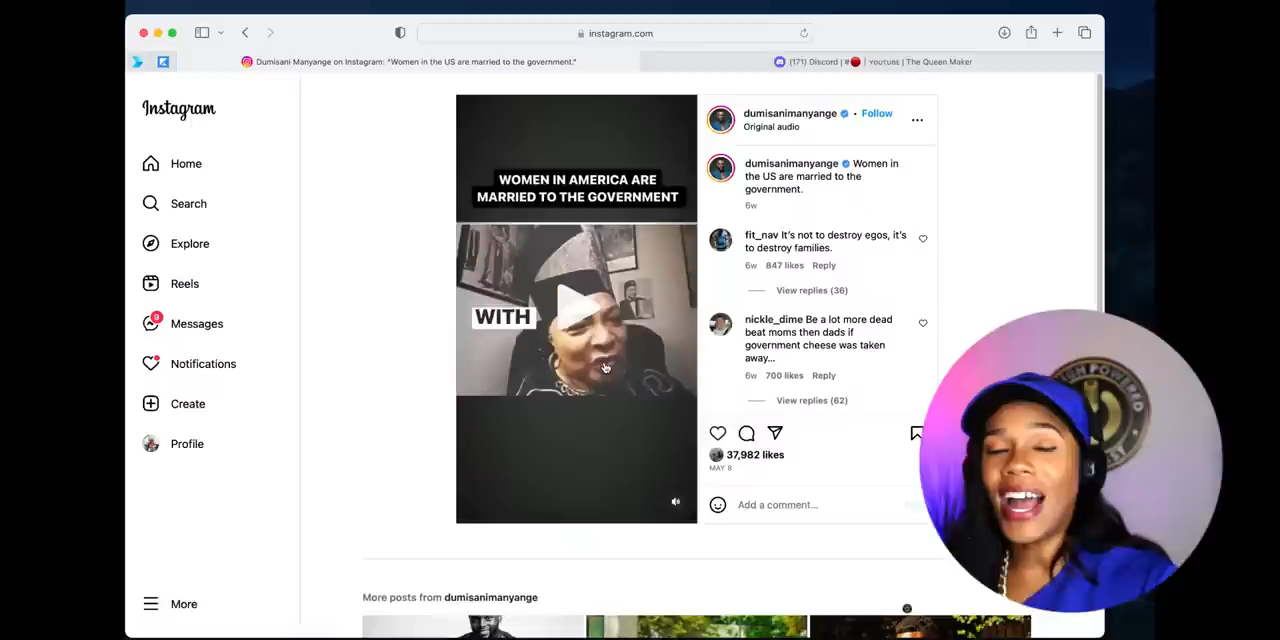 instagram.com
Dumisani Manyange on Instagram: "Women in the US are married to the government."
(171) Discord | #🔴 | YOUTUBE | The Queen Maker
Instagram
Home
Search
Explore
Reels
9
Messages
Notifications
Create
Profile
More
WOMEN IN AMERICA ARE
MARRIED TO THE GOVERNMENT
WITH
dumisanimanyange • Follow
Original audio
dumisanimanyange Women in
the US are married to the
government.
6w
fit_nav It's not to destroy egos, it's
to destroy families.
6w 847 likes Reply
View replies (36)
nickle_dime Be a lot more dead
beat moms then dads if
government cheese was taken
away...
6w 700 likes Reply
View replies (62)
37,982 likes
MAY 8
Add a comment...
More posts from dumisanimanyange